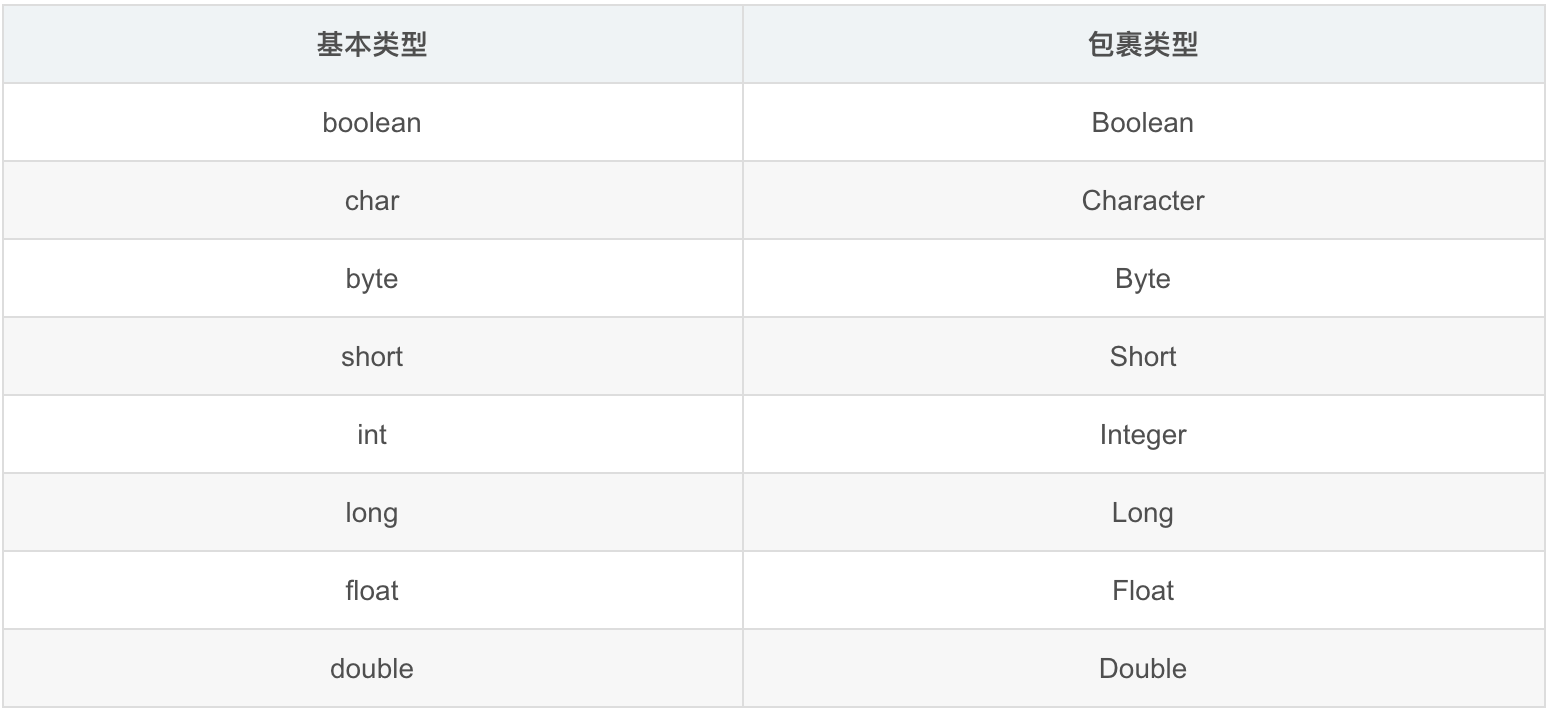 基本类型 包裹类型
boolean Boolean
char Character
byte Byte
short Short
int Integer
long Long
float Float
double Double